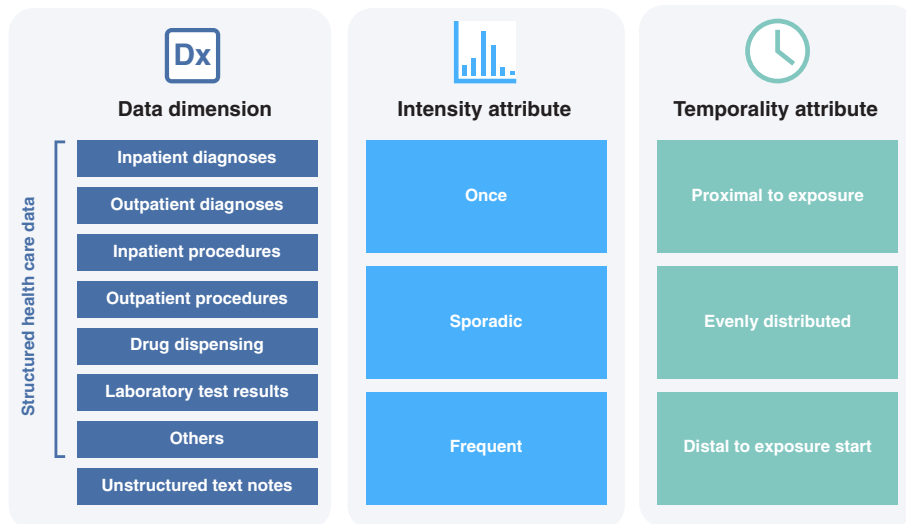 Dx
Data dimension
Structured health care data
Inpatient diagnoses
Outpatient diagnoses
Inpatient procedures
Outpatient procedures
Drug dispensing
Laboratory test results
Others
Unstructured text notes
Intensity attribute
Once
Sporadic
Frequent
Temporality attribute
Proximal to exposure
Evenly distributed
Distal to exposure start